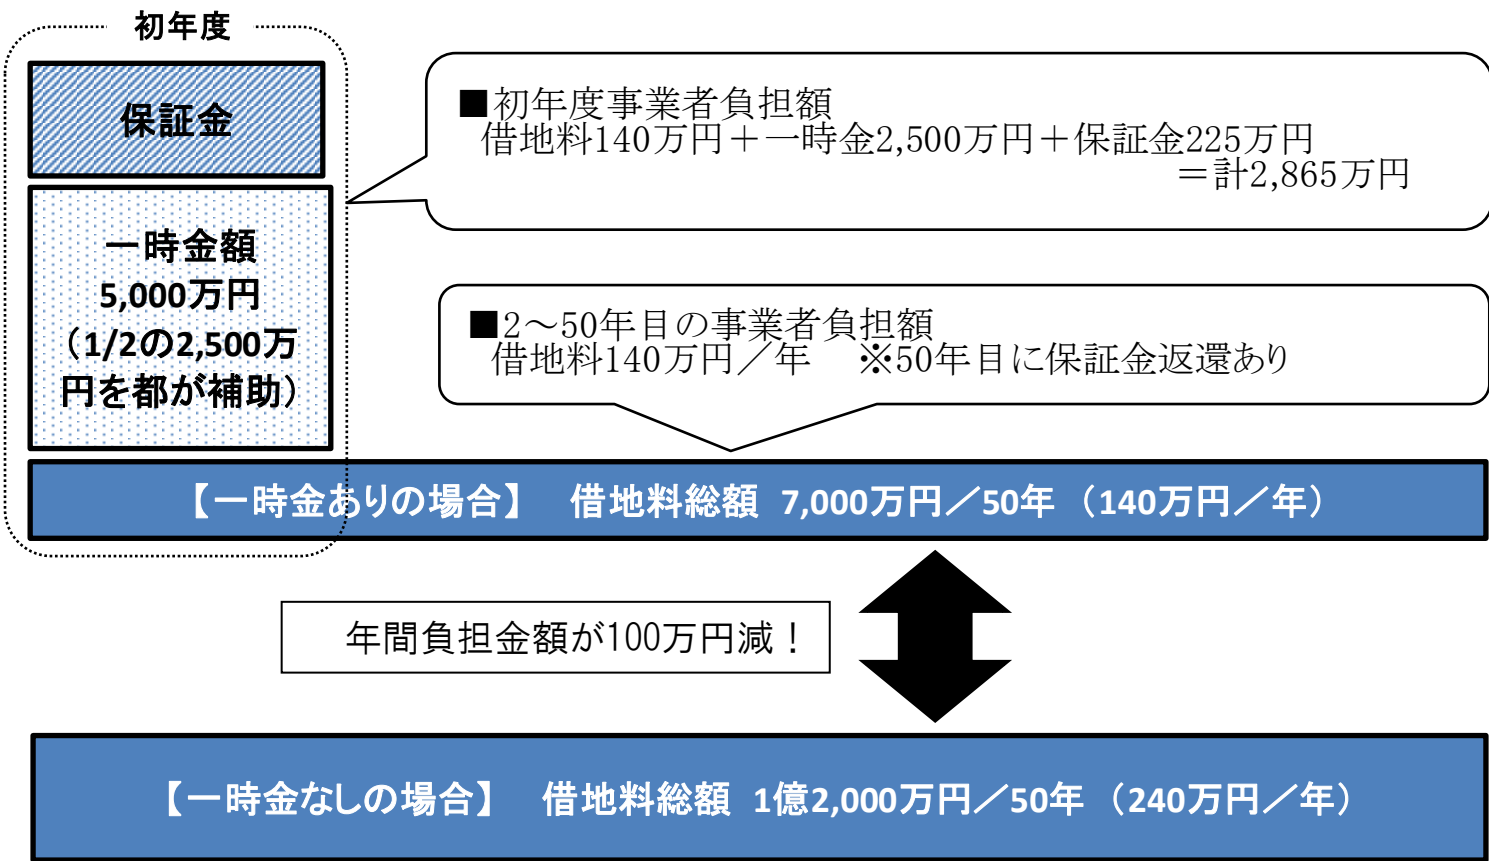 初年度
保証金
■初年度事業者負担額
借地料140万円＋一時金2,500万円＋保証金225万円
＝計2,865万円
一時金額
5,000万円
（1/2の2,500万
円を都が補助）
■2～50年目の事業者負担額
借地料140万円／年　※50年目に保証金返還あり
【一時金ありの場合】　借地料総額 7,000万円／50年 （140万円／年）
年間負担金額が100万円減！
【一時金なしの場合】　借地料総額 1億2,000万円／50年 （240万円／年）